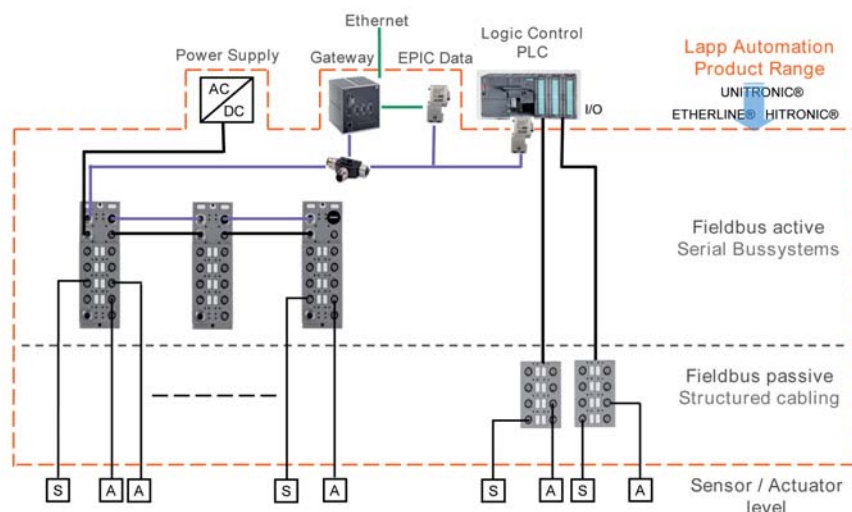 Ethernet
Power Supply
Gateway
EPIC Data
Logic Control
PLC
Lapp Automation
Product Range
UNITRONIC®
ETHERLINE® HITRONIC®
AC
DC
I/O
Fieldbus active
Serial Bussystems
Fieldbus passive
Structured cabling
S
A
A
S
A
S
A
S
A
Sensor / Actuator
level